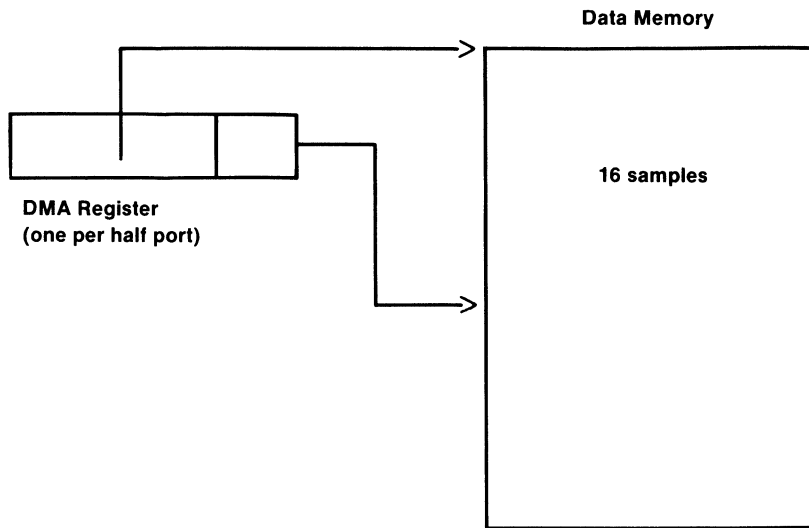 Data Memory
16 samples
DMA Register
(one per half port)